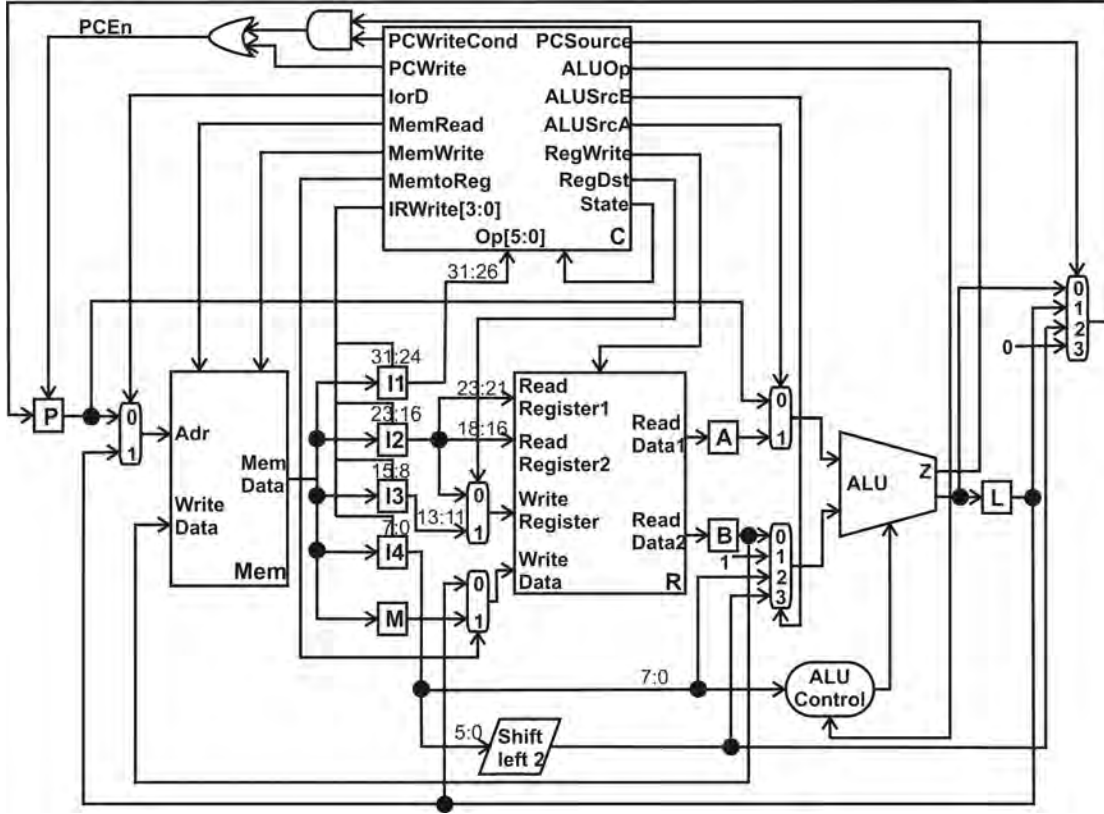 PCEn
PCWriteCond
PCSource
PCWrite
ALUOp
IorD
ALUSrcB
MemRead
ALUSrcA
MemWrite
RegWrite
MemtoReg
RegDst
IRWrite[3:0]
State
Op[5:0]
C
31:26
0
1
2
3
0
31:24
I1
23:16
I2
15:8
I3
7:0
I4
M
23:21
18:16
13:11
0
1
0
1
P
0
1
Adr
Mem
Data
Write
Data
Mem
Read
Register1
Read
Data1
Read
Register2
Write
Register
Read
Data2
Write
Data
R
A
B
0
1
0
1
2
3
1
ALU
Z
L
7:0
ALU
Control
5:0
Shift
left 2